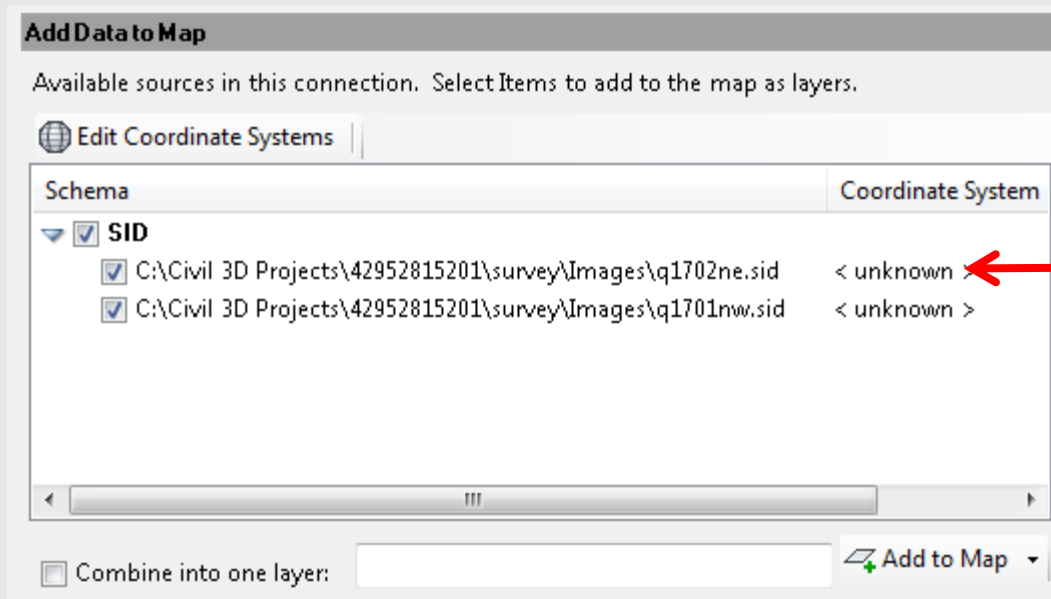 Add Data to Map
Available sources in this connection. Select Items to add to the map as layers.
Edit Coordinate Systems
Schema Coordinate System
SID
C:\Civil 3D Projects\42952815201\survey\Images\q1702ne.sid < unknown >
C:\Civil 3D Projects\42952815201\survey\Images\q1701nw.sid < unknown >
Combine into one layer: Add to Map